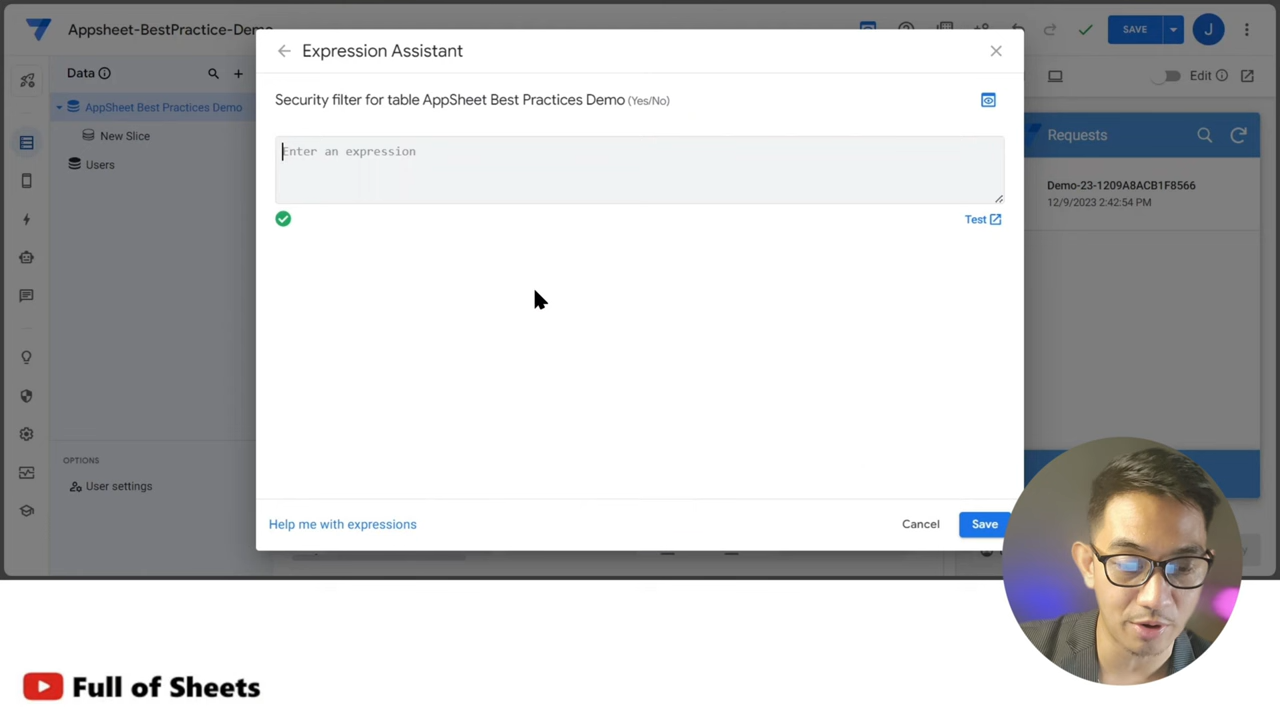 Appsheet-BestPractice-Demo
SAVE
J
Expression Assistant
Data
Edit
Security filter for table AppSheet Best Practices Demo (Yes/No)
AppSheet Best Practices Demo
New Slice
Users
Enter an expression
Requests
Demo-23-1209A8ACB1F8566
12/9/2023 2:42:54 PM
Test
OPTIONS
User settings
Help me with expressions
Cancel
Save
Full of Sheets